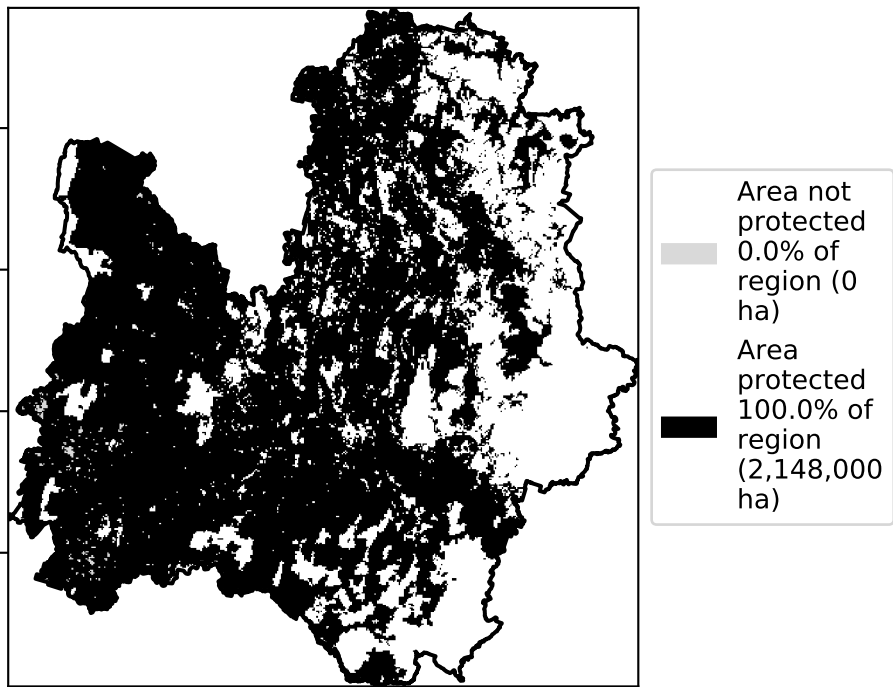 Area not
protected
0.0% of
region (0
ha)
Area
protected
100.0% of
region
(2,148,000
ha)